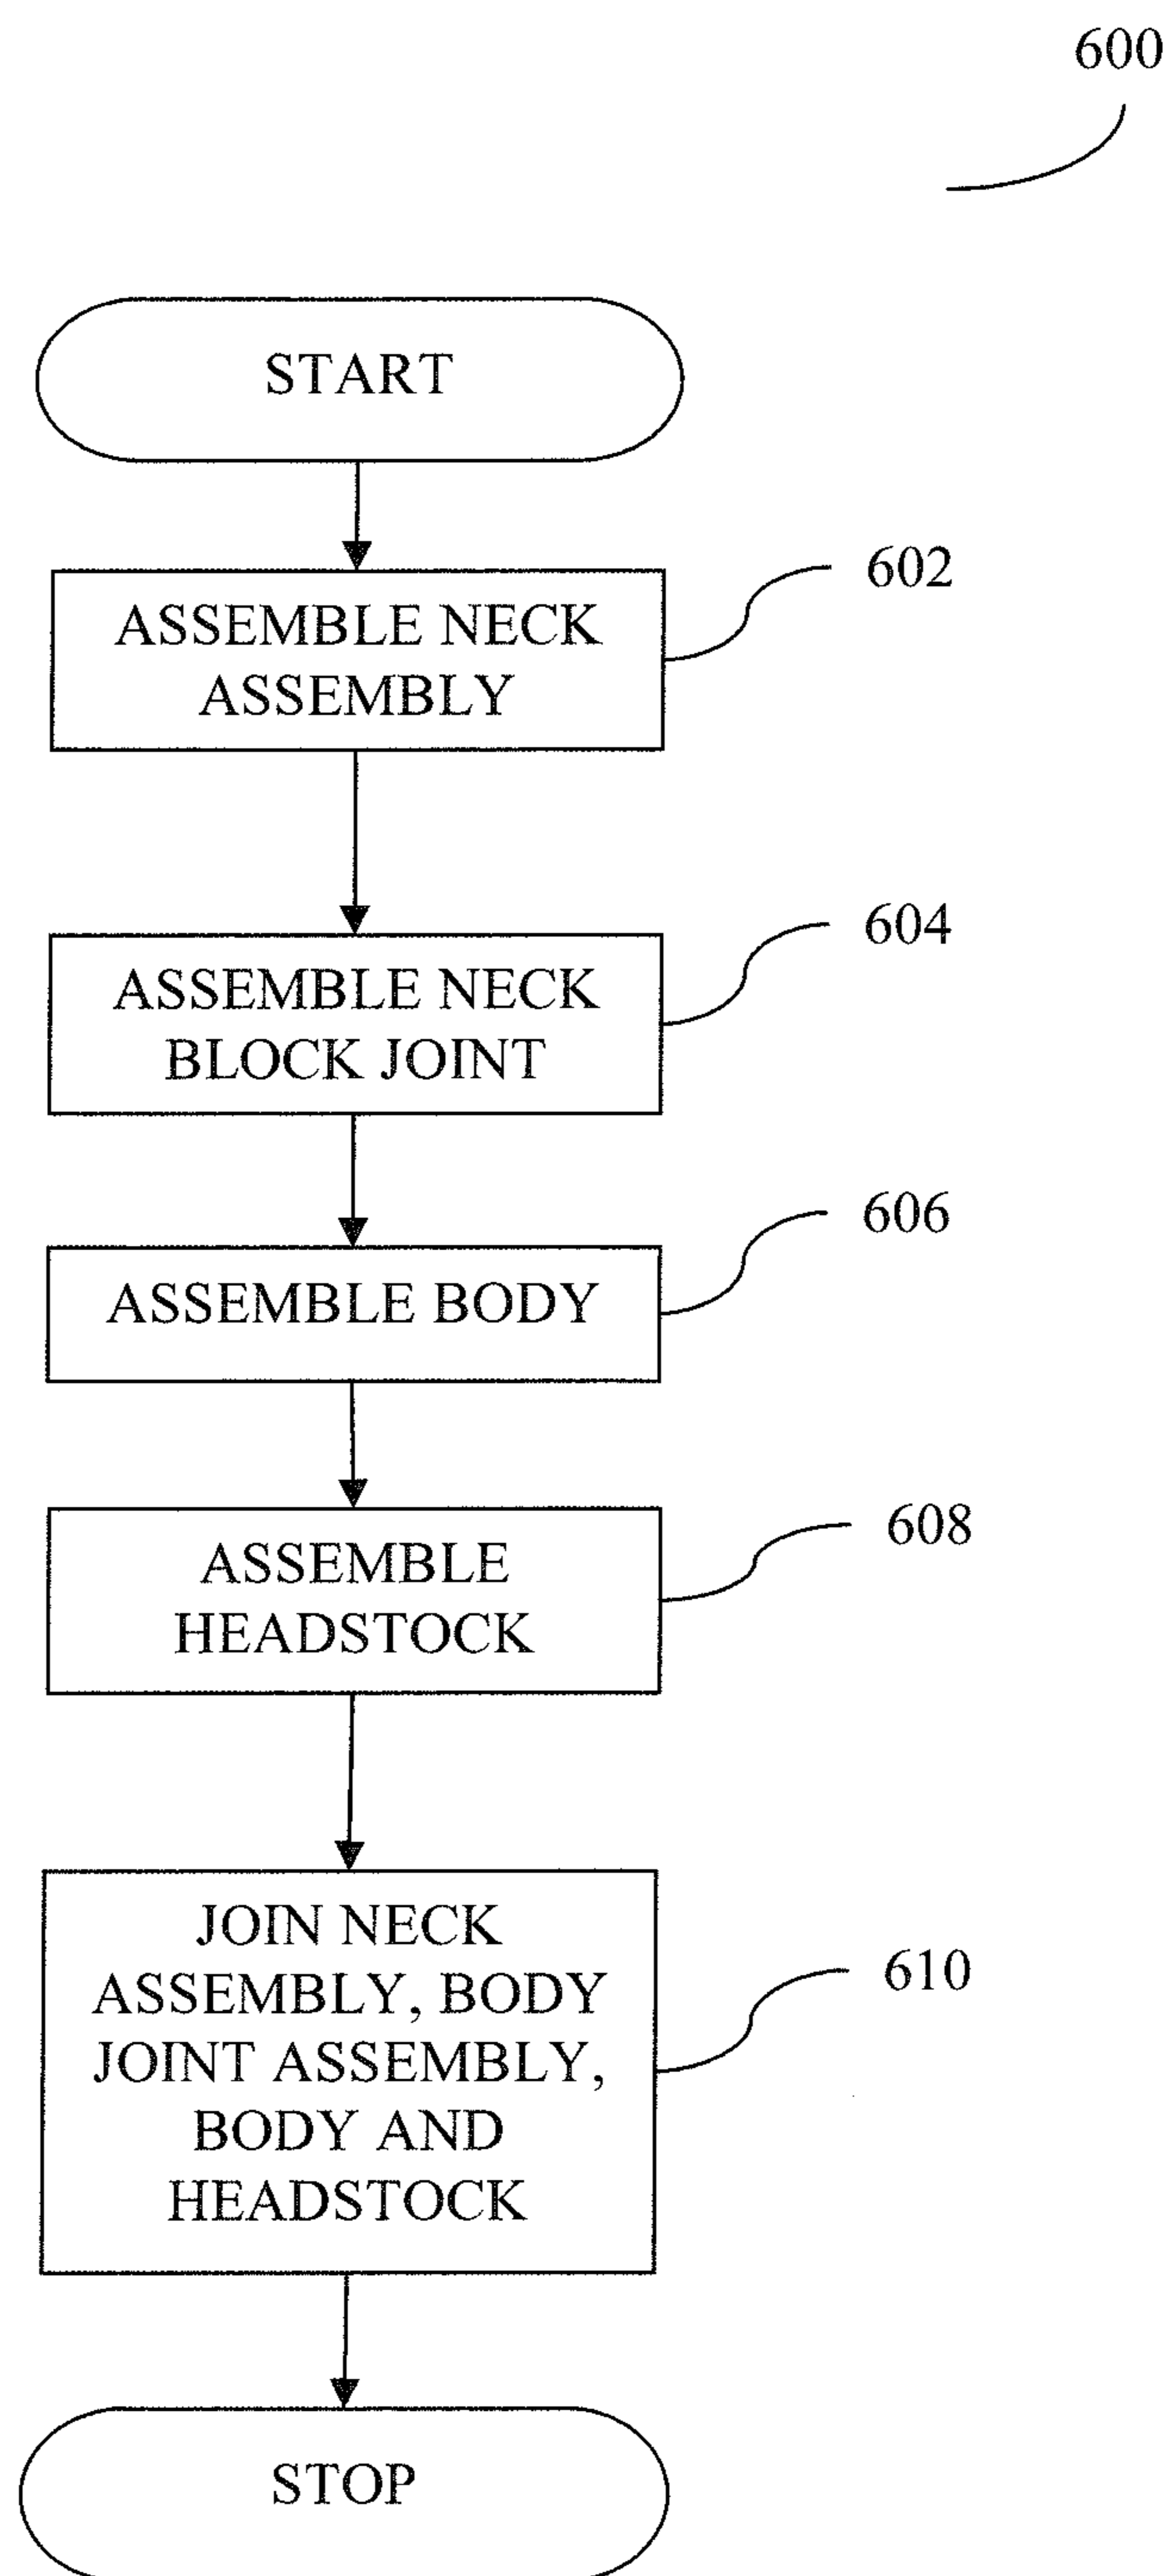 600
START
602
ASSEMBLE NECK
ASSEMBLY
604
ASSEMBLE NECK
BLOCK JOINT
606
ASSEMBLE BODY
608
ASSEMBLE
HEADSTOCK
JOIN NECK
ASSEMBLY, BODY
JOINT ASSEMBLY,
BODY AND
HEADSTOCK
610
STOP